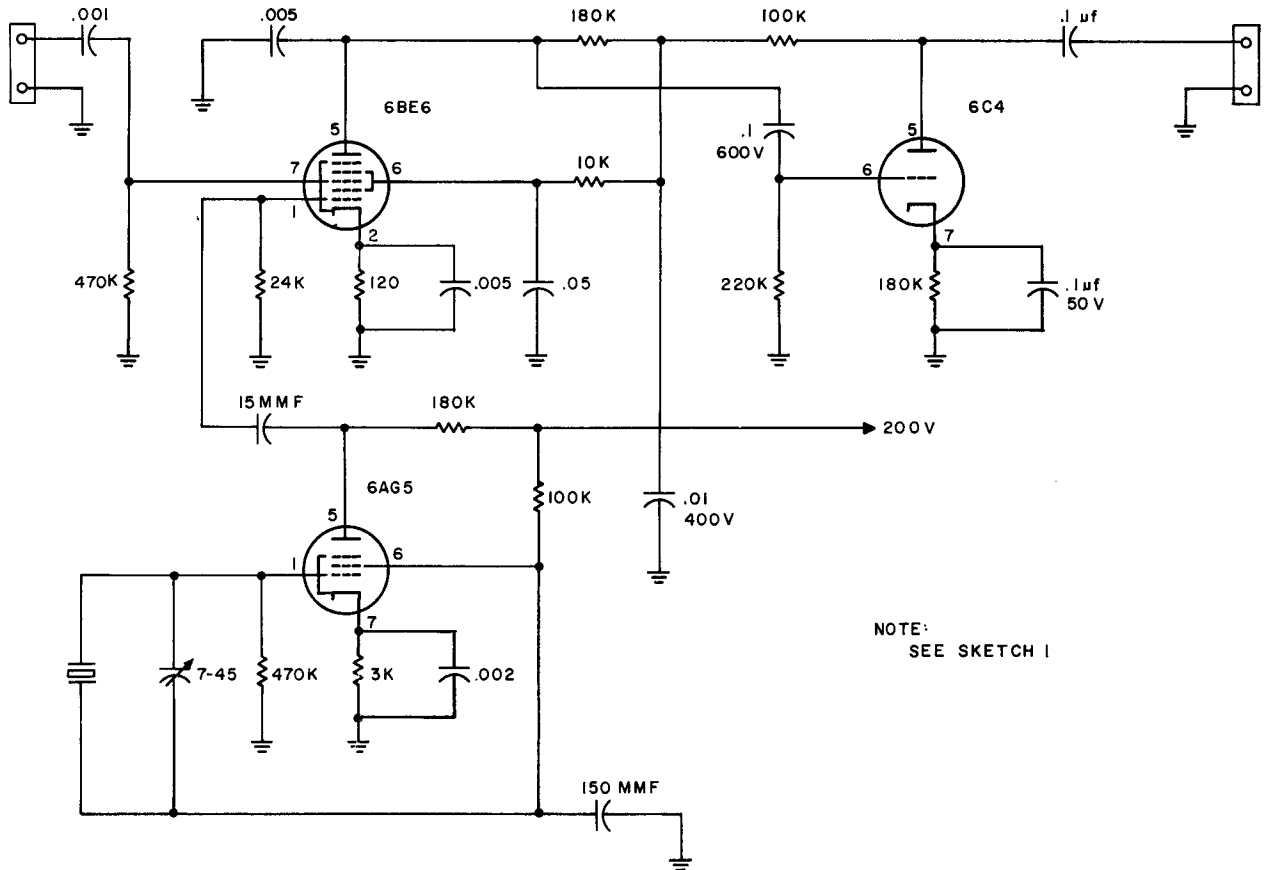 .001
.005
180K
100K
.1 µf
6BE6
6C4
5
5
7
6
10K
.1
600V
6
1
2
7
470K
24K
120
.005
.05
220K
180K
.1µf
50V
15MMF
180K
200V
6AG5
100K
.01
400V
5
1
6
7
7-45
470K
3K
.002
NOTE:
SEE SKETCH 1
150 MMF